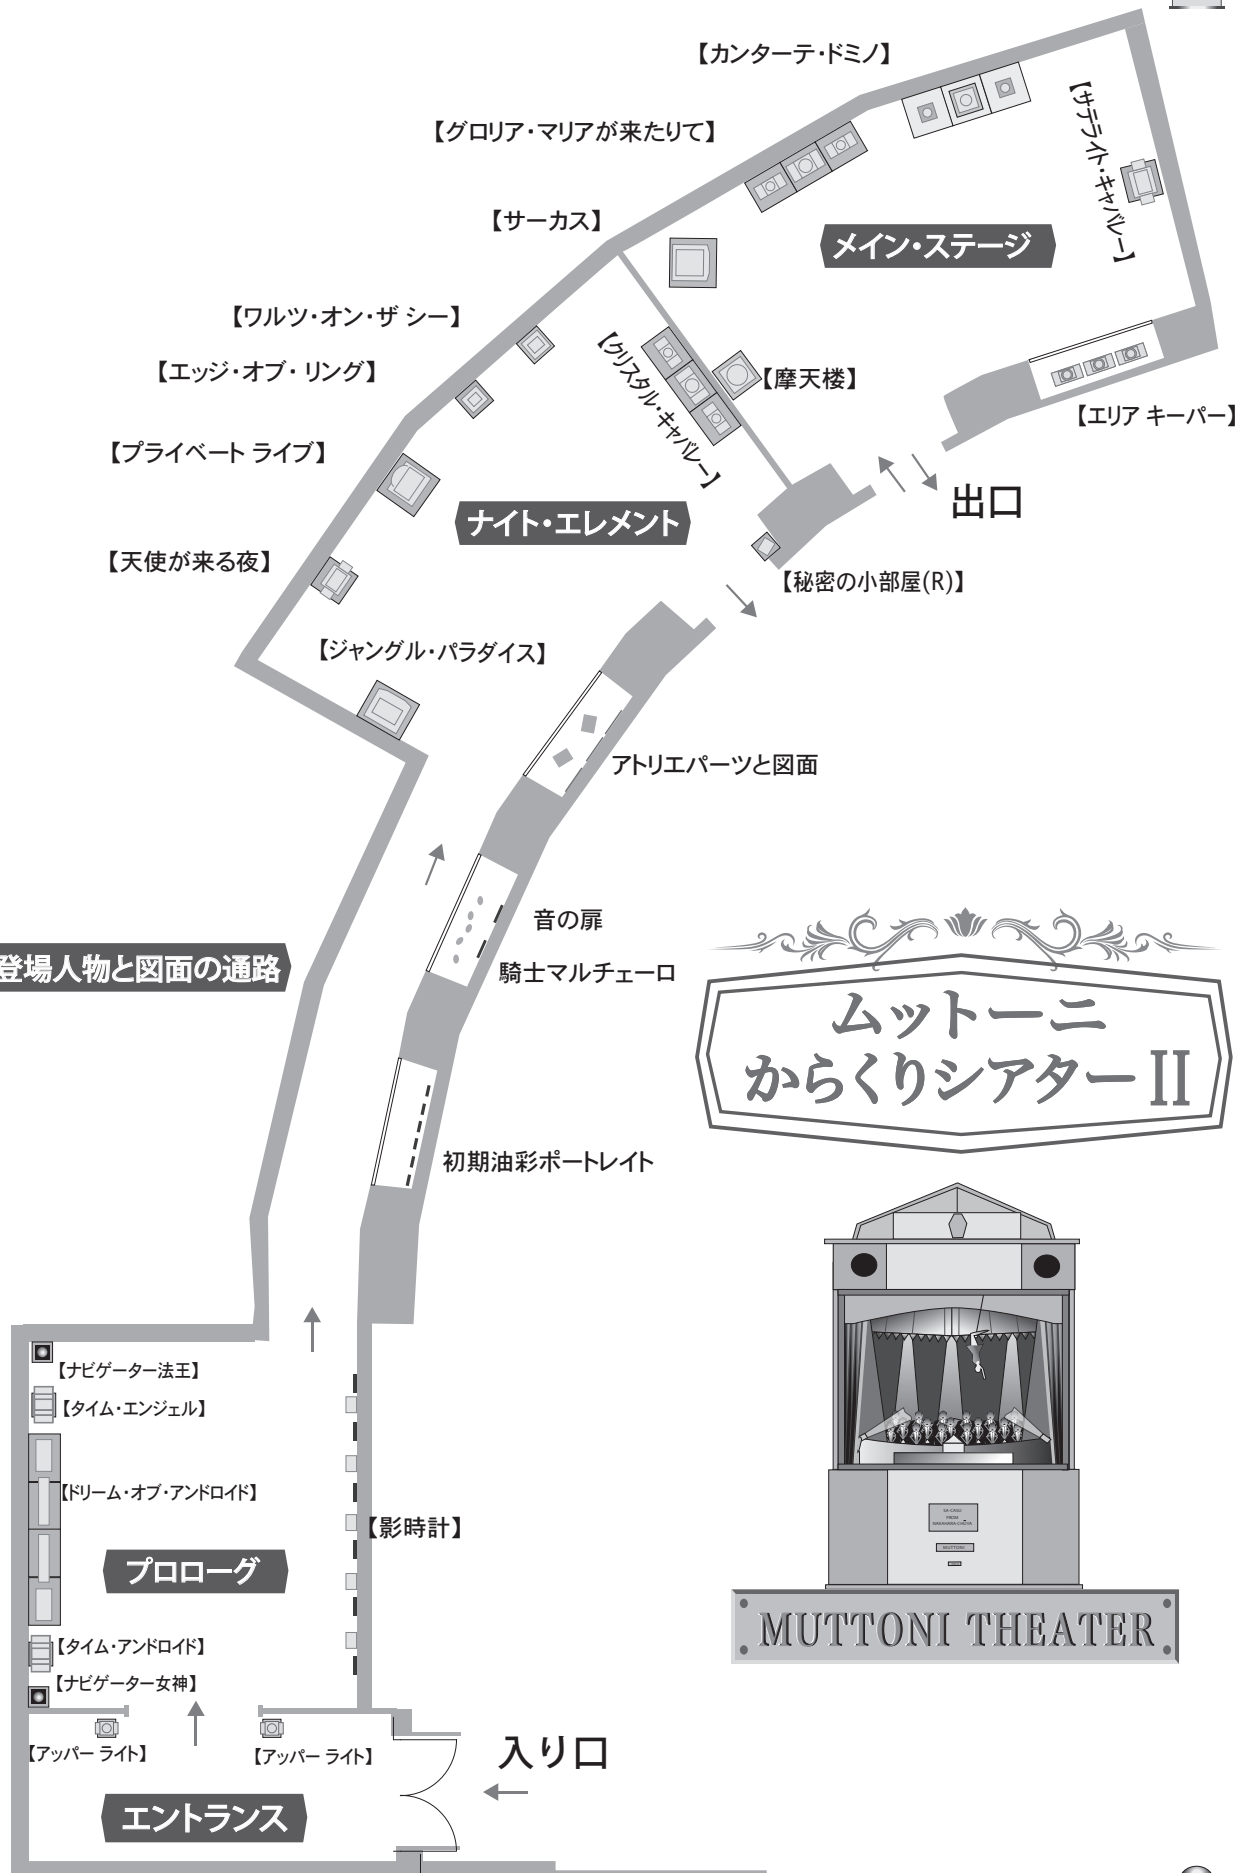 【カンターテ・ドミノ】
【グロリア・マリアが来たりて】
【サテライト・キャバレー】
【サーカス】
メイン・ステージ
【ワルツ・オン・ザ シー】
【エッジ・オブ・ リング】
【クリスタル・キャバレー】
【摩天楼】
【エリア キーパー】
【プライベート ライブ】
ナイト・エレメント
出口
【天使が来る夜】
【秘密の小部屋(R)】
【ジャングル・パラダイス】
アトリエパーツと図面
音の扉
騎士マルチェーロ
登場人物と図面の通路
ムットーニ
からくりシアターII
初期油彩ポートレイト
【ナビゲーター法王】
【タイム・エンジェル】
【ドリーム・オブ・アンドロイド】
【影時計】
プロローグ
【タイム・アンドロイド】
【ナビゲーター女神】
【アッパー ライト】
【アッパー ライト】
入り口
エントランス
FROM
MUTTONI
MUTTONI THEATER